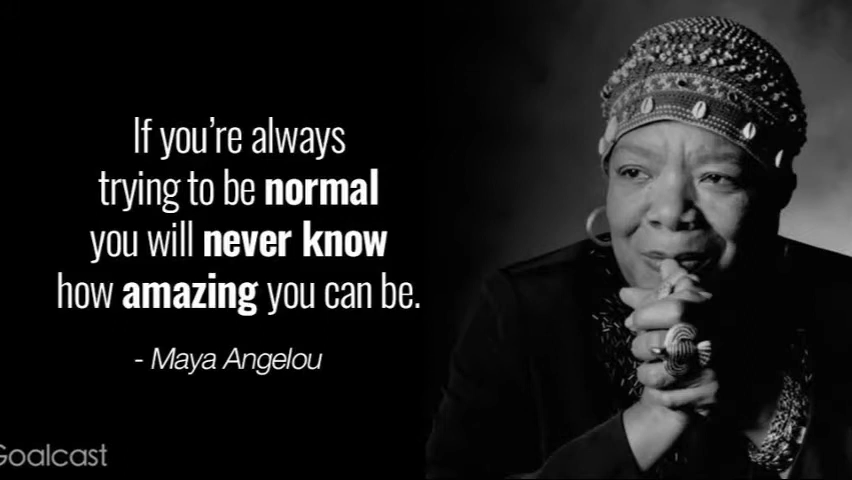 If you’re always
trying to be normal
you will never know
how amazing you can be.
- Maya Angelou
Goalcast